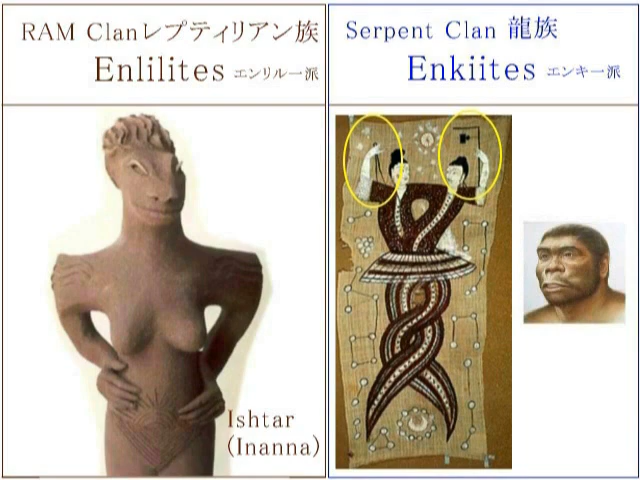 RAM Clanレプティリアン族
Enlilites エンリル一派
Ishtar
(Inanna)
Serpent Clan 龍族
Enkiites エンキ一派